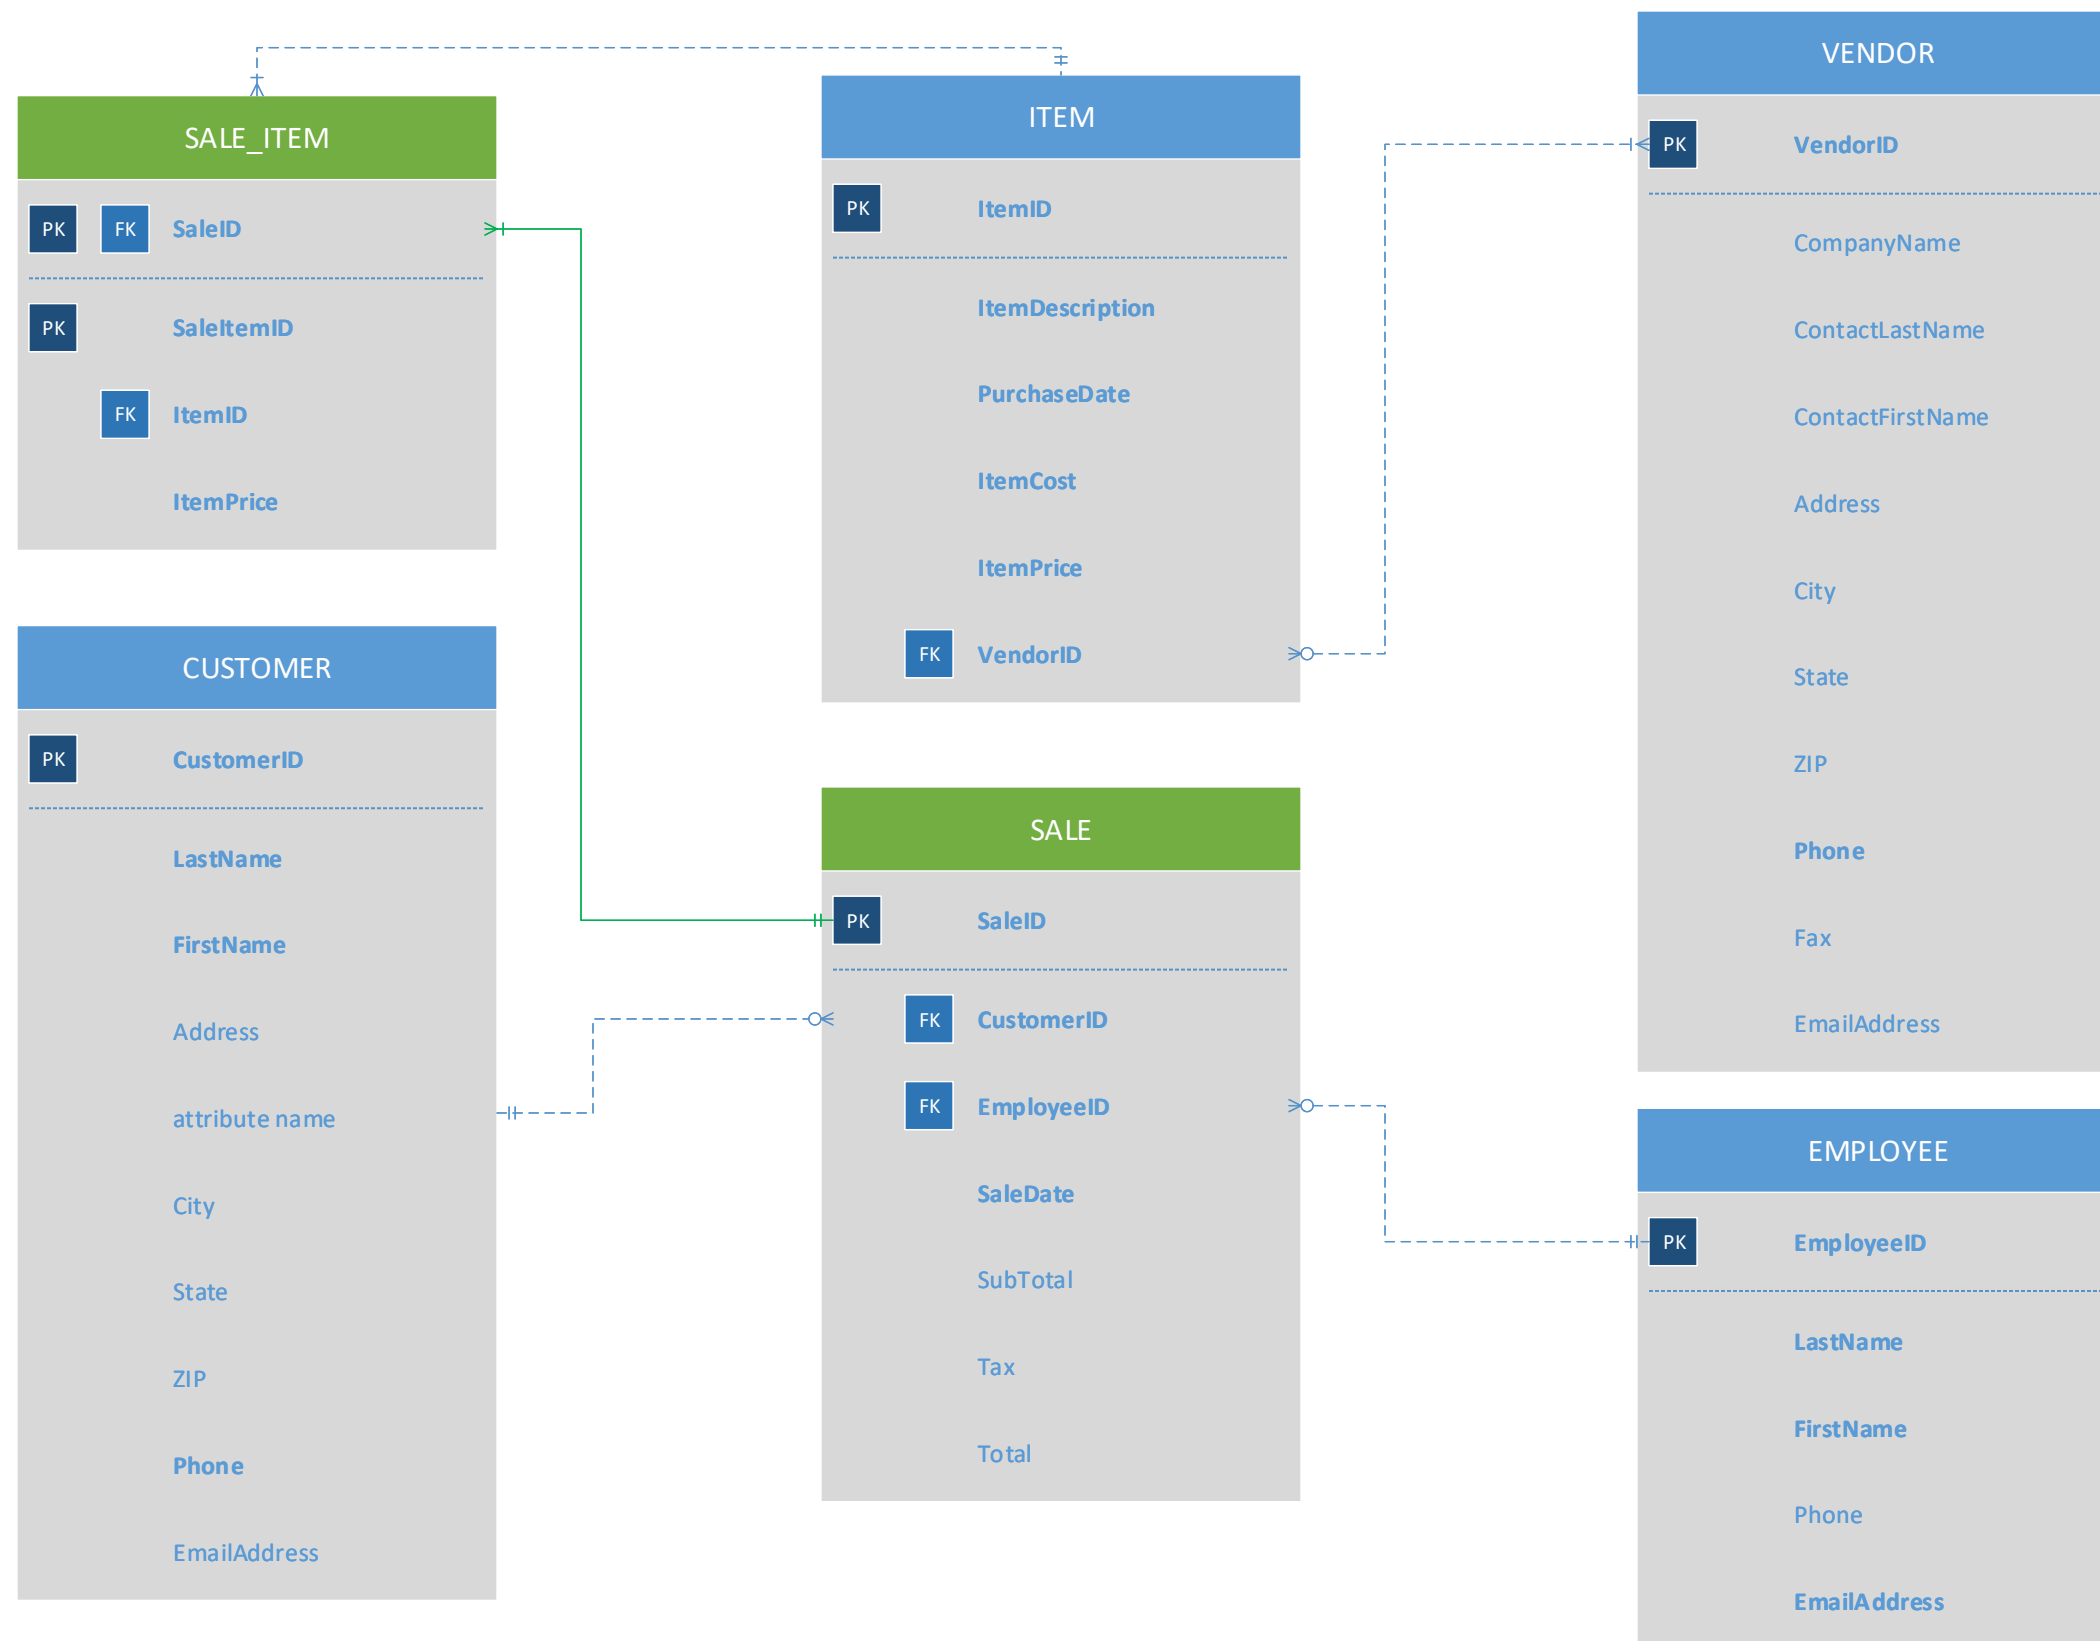 SALE_ITEM
PK FK SaleID
PK SaleItemID
FK ItemID
ItemPrice
CUSTOMER
PK CustomerID
LastName
FirstName
Address
attribute name
City
State
ZIP
Phone
EmailAddress
ITEM
PK ItemID
ItemDescription
PurchaseDate
ItemCost
ItemPrice
FK VendorID
SALE
PK SaleID
FK CustomerID
FK EmployeeID
SaleDate
SubTotal
Tax
Total
VENDOR
PK VendorID
CompanyName
ContactLastName
ContactFirstName
Address
City
State
ZIP
Phone
Fax
EmailAddress
EMPLOYEE
PK EmployeeID
LastName
FirstName
Phone
EmailAddress